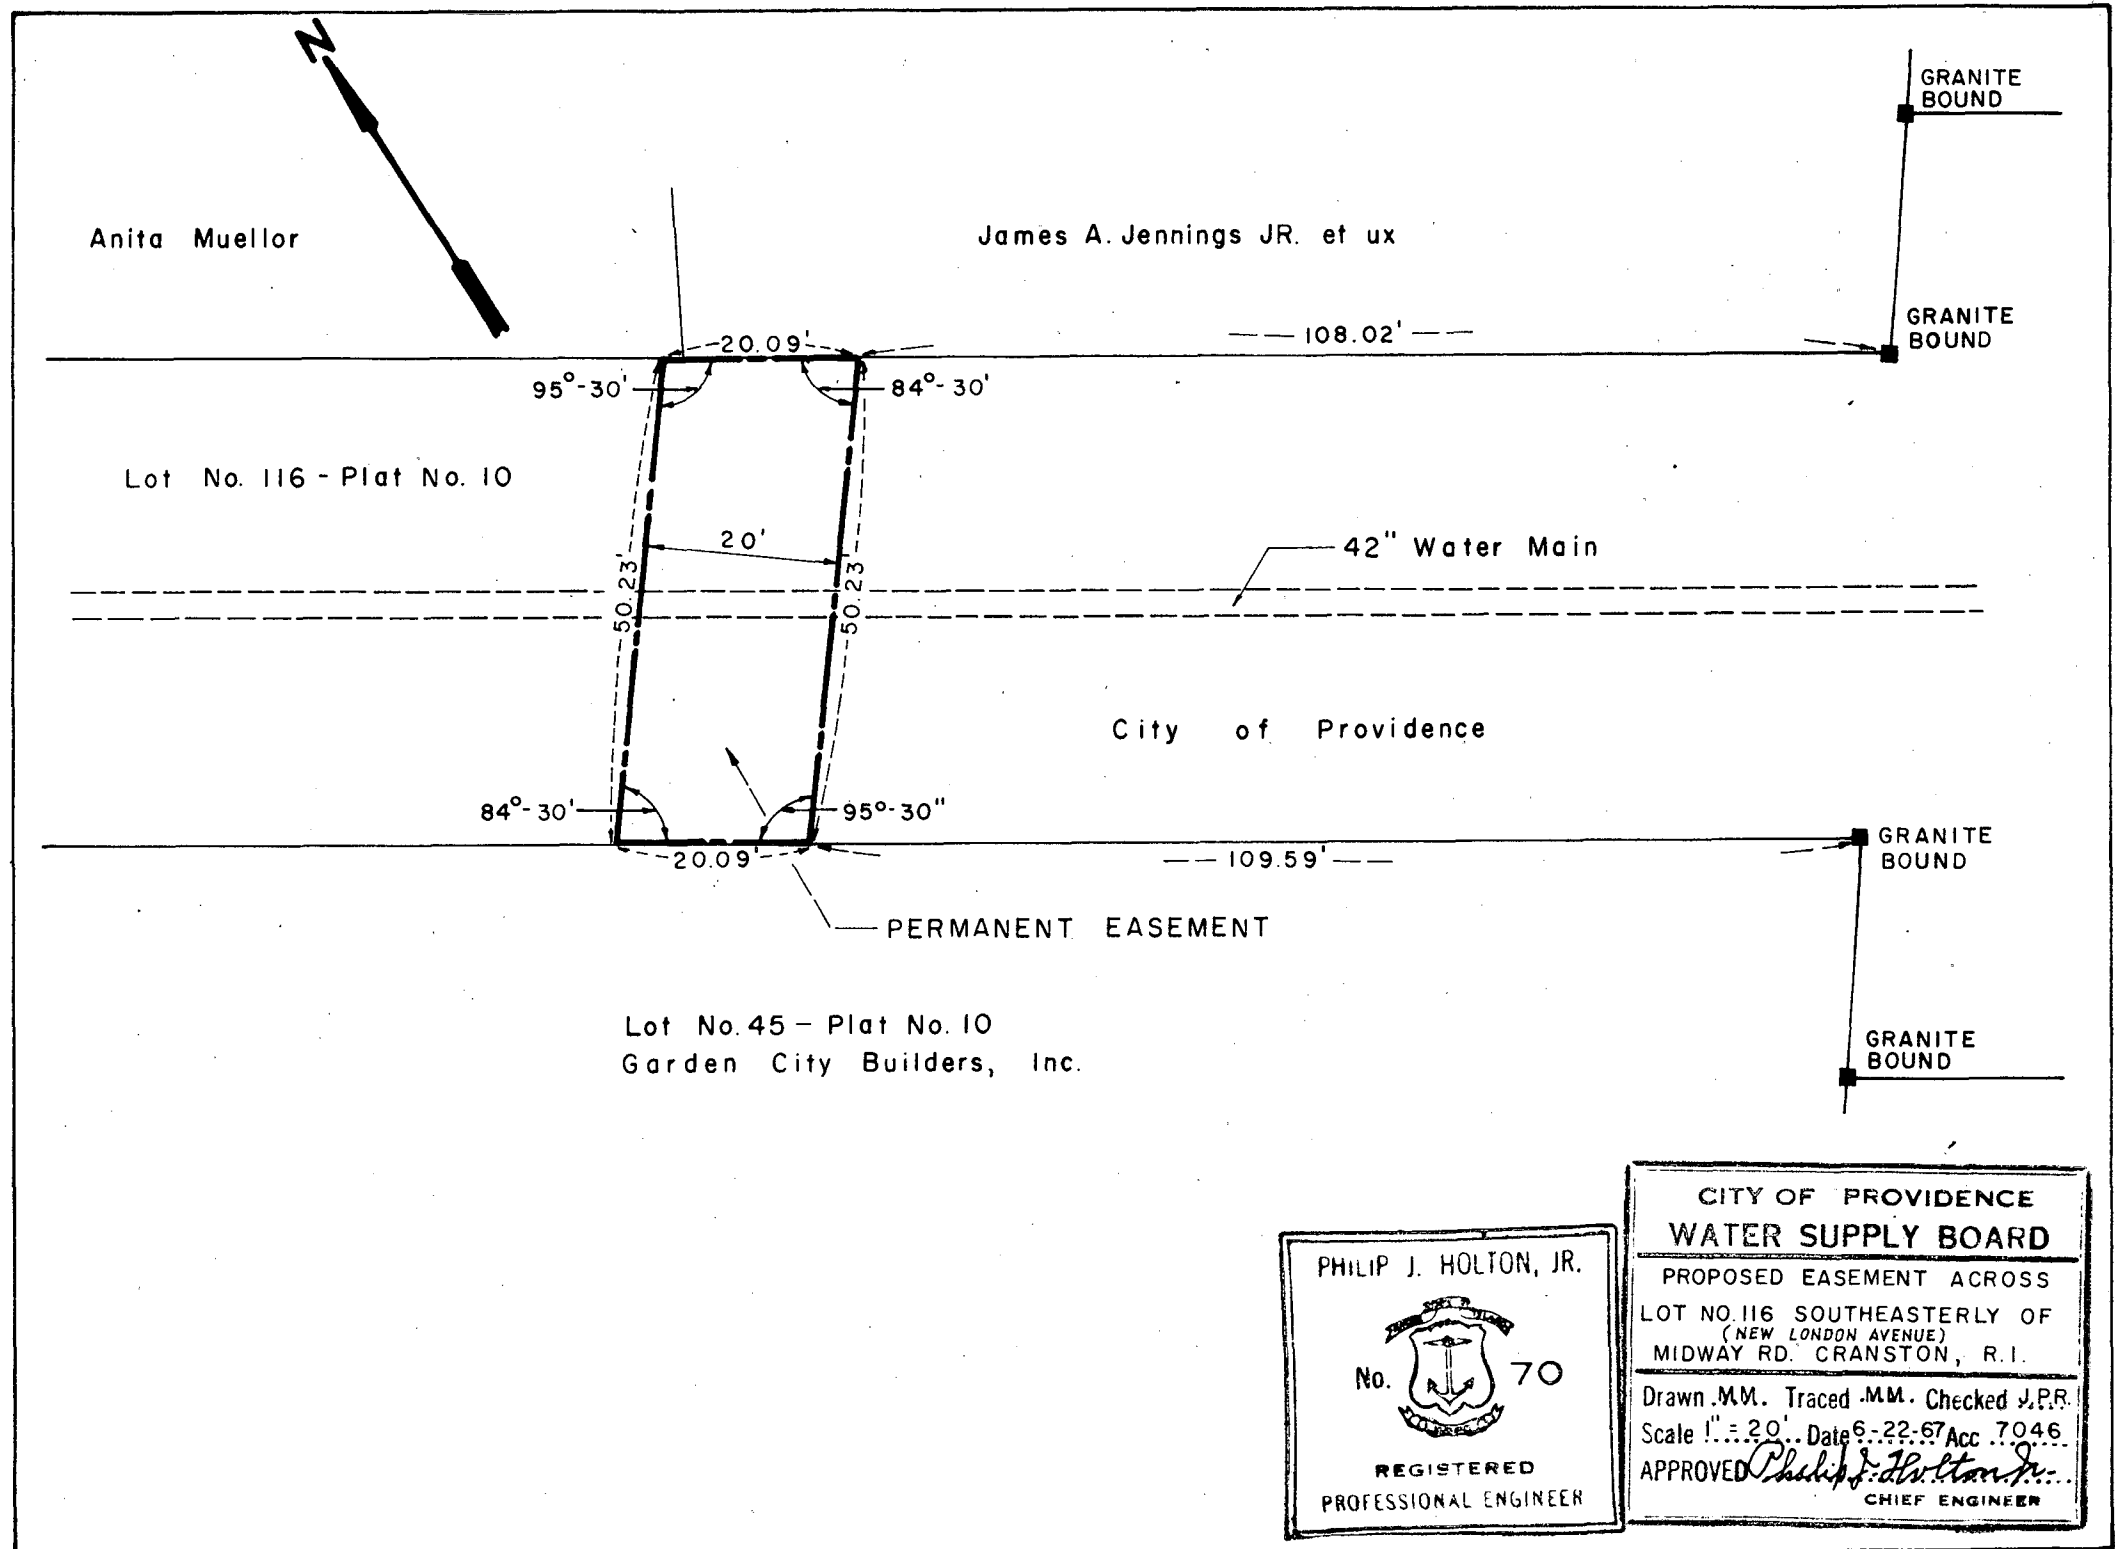 N
GRANITE
BOUND
Anita Muellor
James A. Jennings JR. et ux
GRANITE
BOUND
20.09'
108.02'
95°-30'
84°-30'
Lot No. 116 - Plat No. 10
20'
42" Water Main
50.23'
50.23'
City of Providence
84°-30'
95°-30"
GRANITE
BOUND
20.09'
109.59'
PERMANENT EASEMENT
Lot No. 45 - Plat No. 10
Garden City Builders, Inc.
GRANITE
BOUND
PHILIP J. HOLTON, JR.
No. 70
REGISTERED
PROFESSIONAL ENGINEER
CITY OF PROVIDENCE
WATER SUPPLY BOARD
PROPOSED EASEMENT ACROSS
LOT NO. 116 SOUTHEASTERLY OF
(NEW LONDON AVENUE)
MIDWAY RD. CRANSTON, R.I.
Drawn M.M. Traced M.M. Checked J.P.R.
Scale 1" = 20' Date 6-22-67 Acc 7046
APPROVED Philip J. Holton Jr.
CHIEF ENGINEER